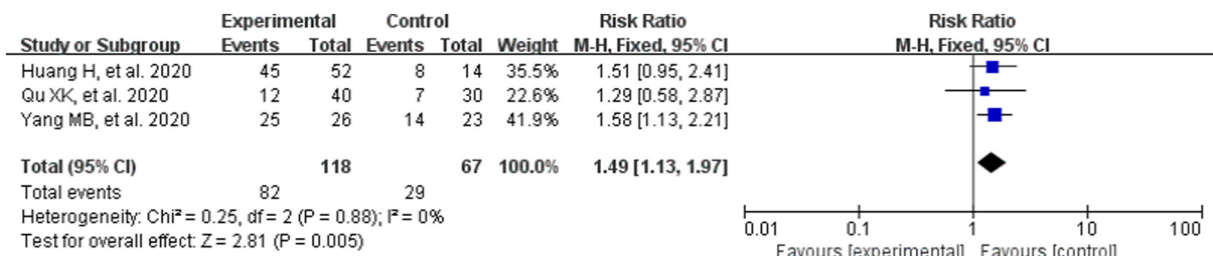 Experimental Control Risk Ratio Risk Ratio
Study or Subgroup Events Total Events Total Weight M-H, Fixed, 95% CI M-H, Fixed, 95% CI
Huang H, et al. 2020 45 52 8 14 35.5% 1.51 [0.95, 2.41]
Qu XK, et al. 2020 12 40 7 30 22.6% 1.29 [0.58, 2.87]
Yang MB, et al. 2020 25 26 14 23 41.9% 1.58 [1.13, 2.21]
Total (95% CI) 118 67 100.0% 1.49 [1.13, 1.97]
Total events 82 29
Heterogeneity: Chi² = 0.25, df = 2 (P = 0.88); I² = 0%
Test for overall effect: Z = 2.81 (P = 0.005)
0.01 0.1 1 10 100
Favours [experimental] Favours [control]